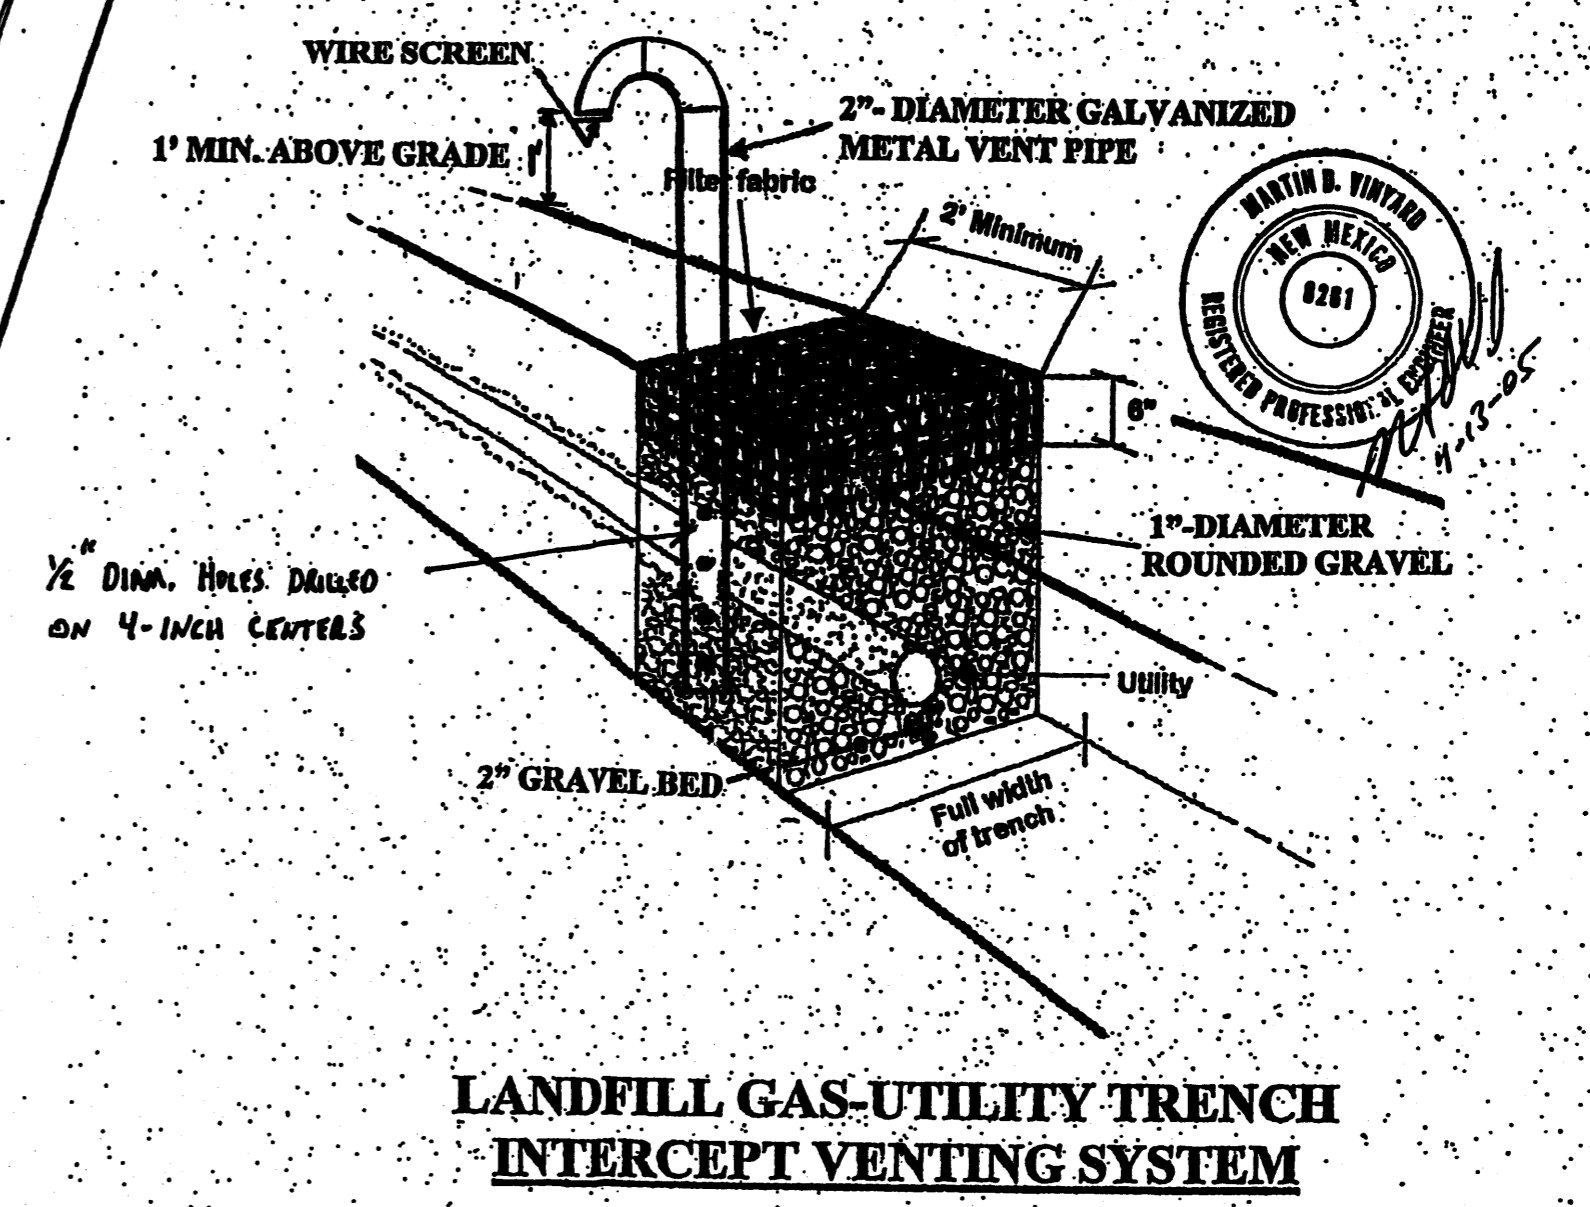 WIRE SCREEN
2”- DIAMETER GALVANIZED
METAL VENT PIPE
1’ MIN. ABOVE GRADE
1'
Filter fabric
2’ Minimum
MARTIN D. VINYARD
NEW MEXICO
REGISTERED PROFESSIONAL ENGINEER
4-13-05
6”
1”-DIAMETER
ROUNDED GRAVEL
½" DIAM. HOLES DRILLED
ON 4-INCH CENTERS
Utility
2” GRAVEL BED
Full width
of trench
LANDFILL GAS-UTILITY TRENCH
INTERCEPT VENTING SYSTEM